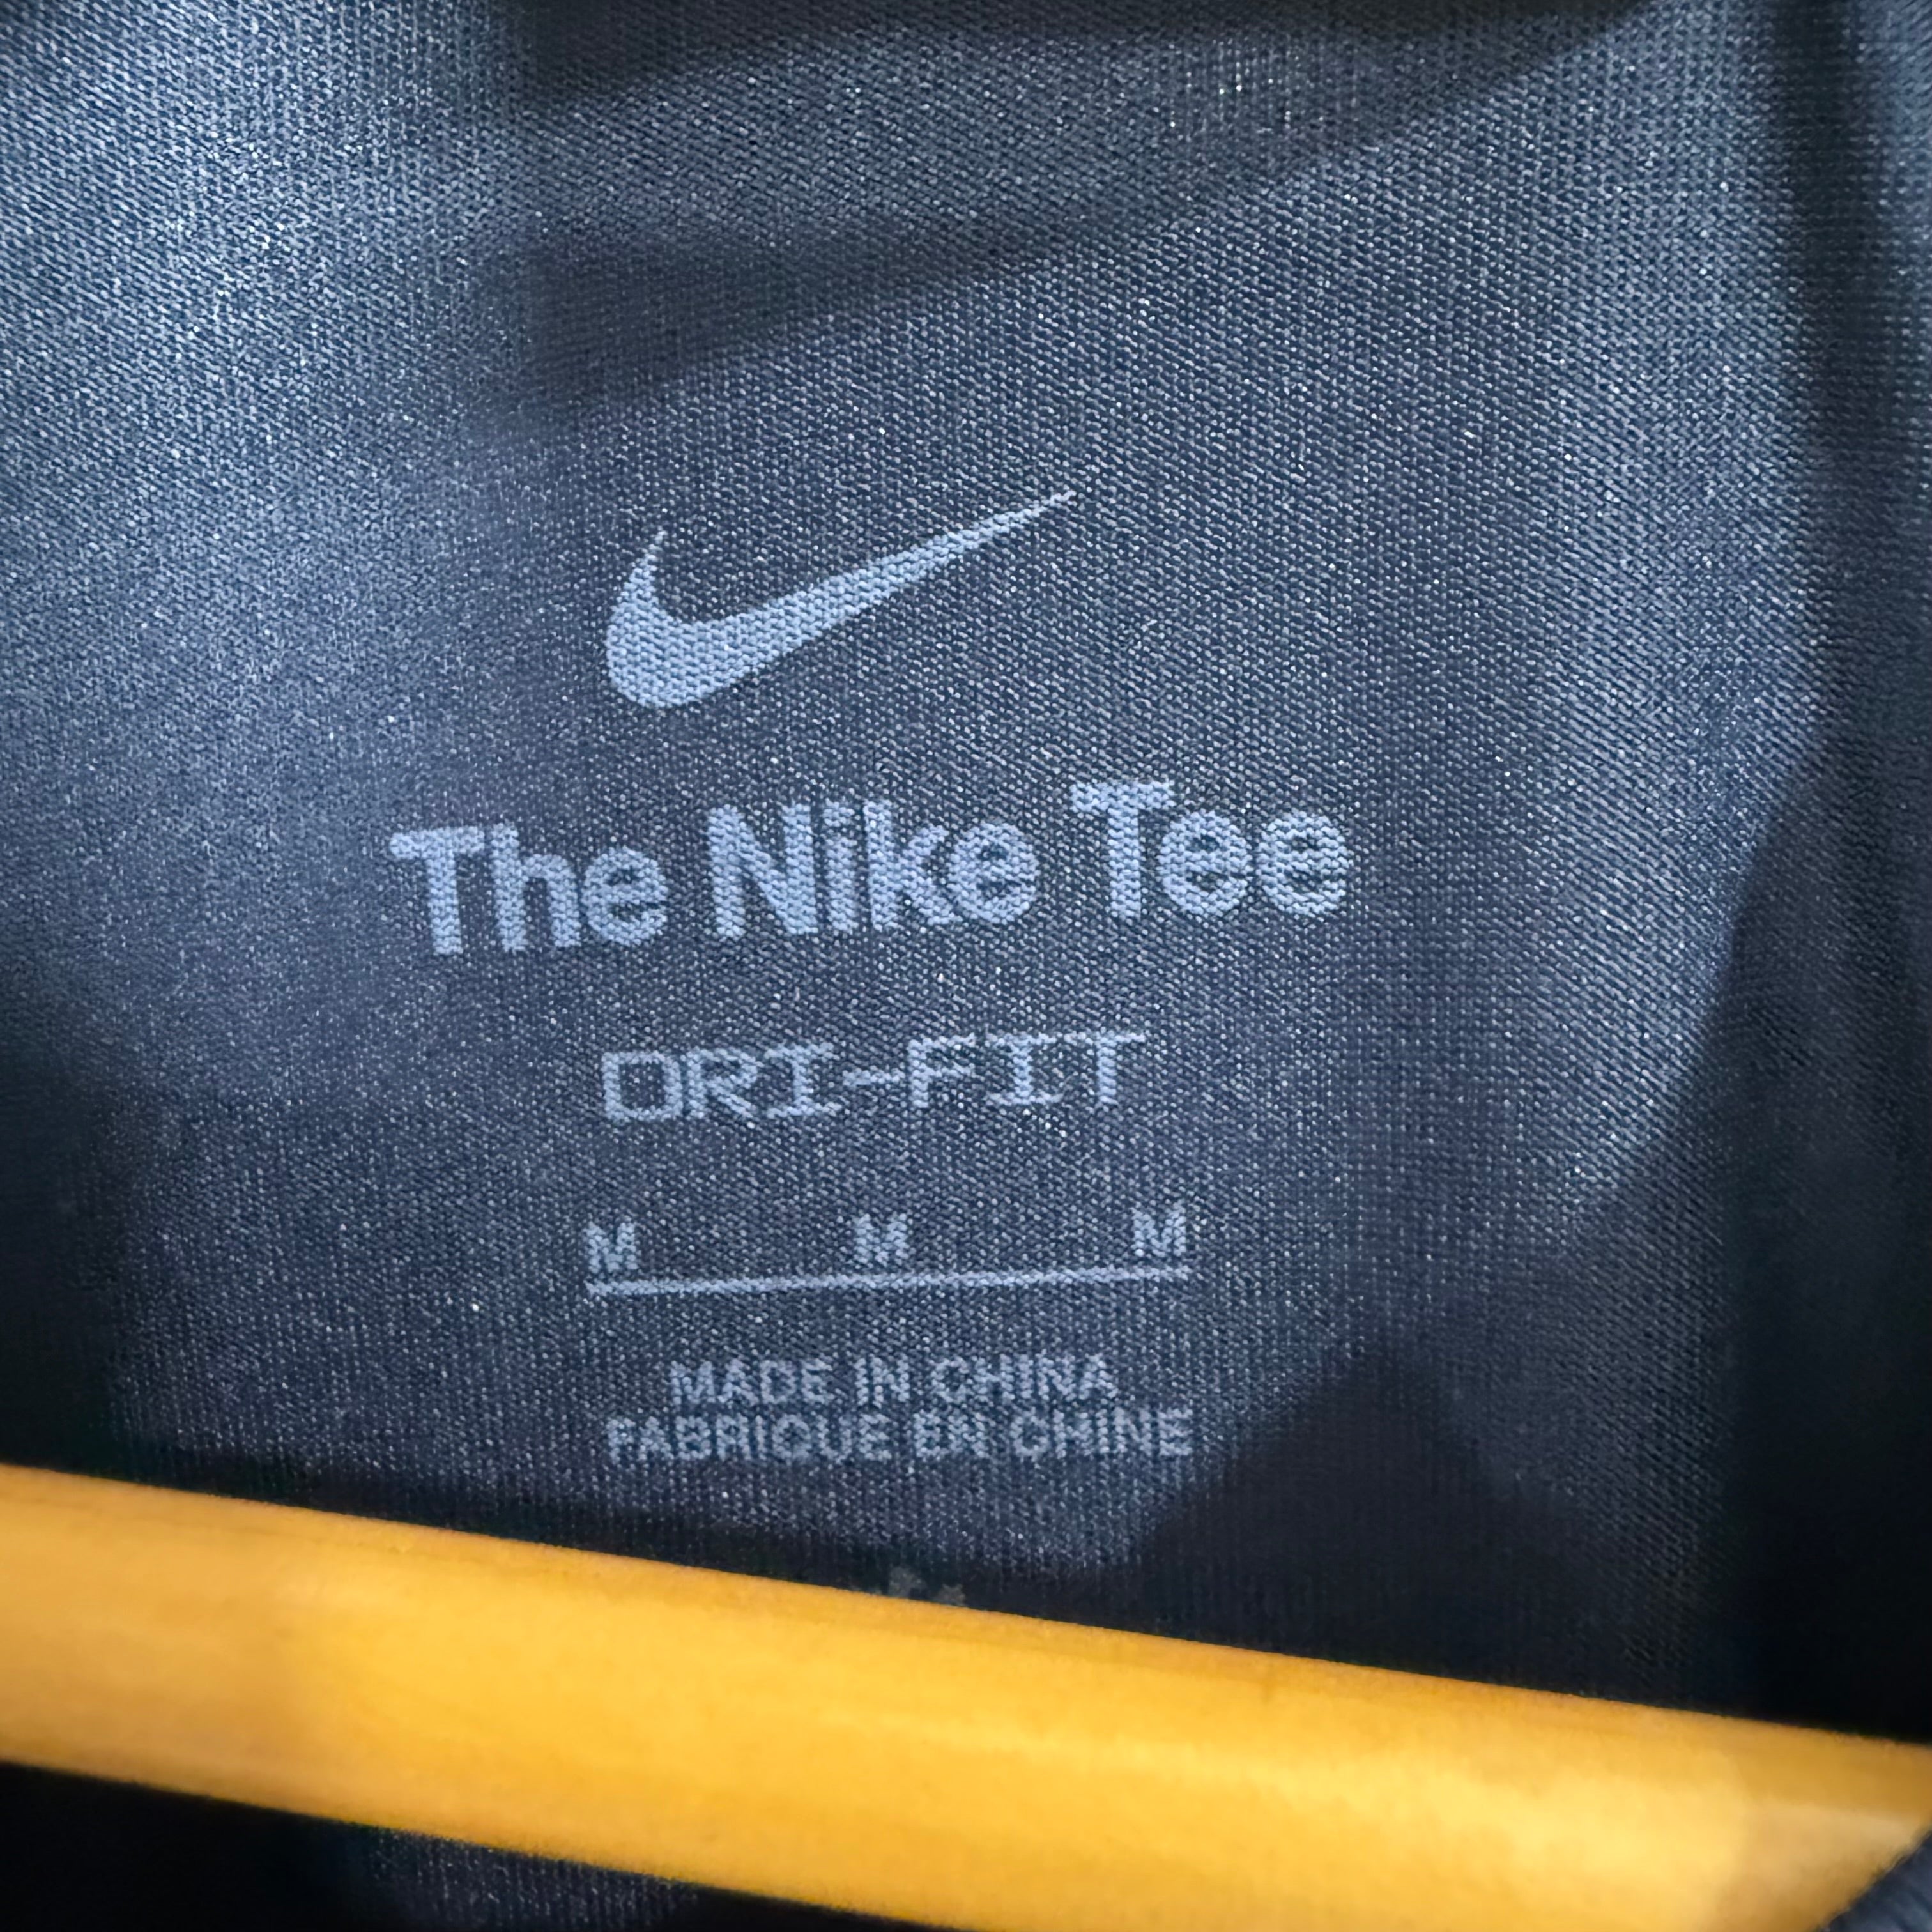 The Nike Tee
DRI-FIT
M M M
MADE IN CHINA
FABRIQUE EN CHINE